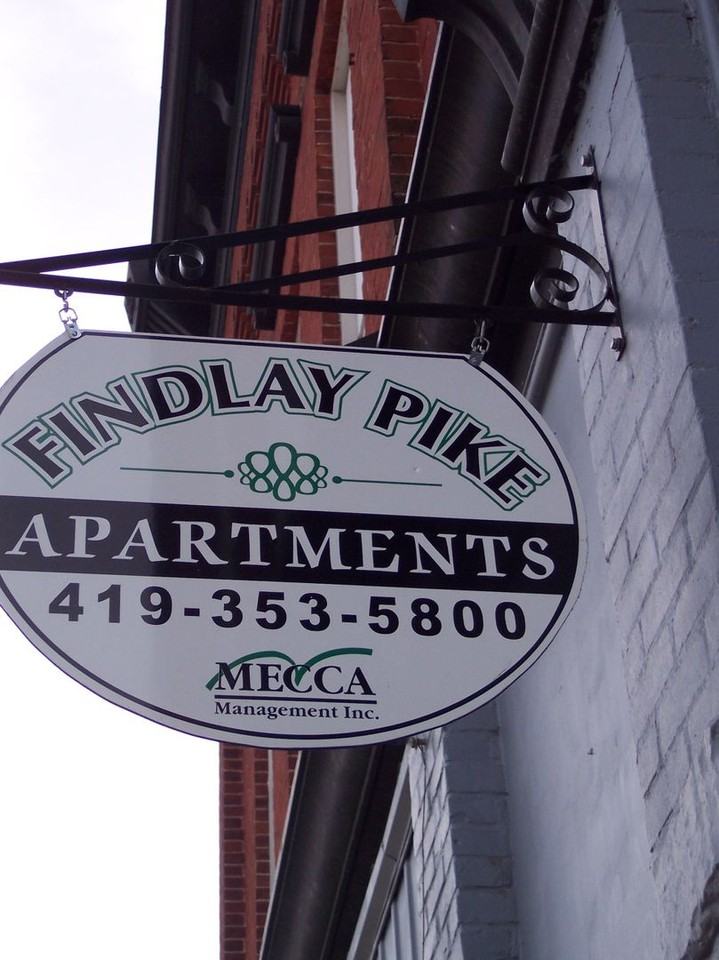 FINDLAY PIKE
APARTMENTS
419-353-5800
MECCA
Management Inc.